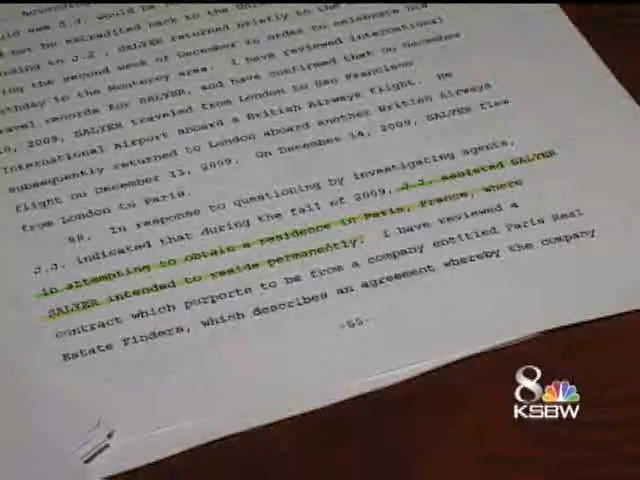 According
would
not be extradited back to the
According to J.J., SALYER returned briefly to the
during the second week of December in order to celebrate his
birthday in the Monterey area. I have reviewed international
travel records for SALYER, and have confirmed that on December
10, 2009, SALYER traveled from London to San Francisco
International Airport aboard a British Airways flight. He
subsequently returned to London aboard another British Airways
flight on December 13, 2009. On December 14, 2009, SALYER flew
from London to Paris.
In response to questioning by investigating agents,
J.J. indicated that during the fall of 2009, J.J. assisted SALYER
in attempting to obtain a residence in Paris, France, where
SALYER intended to reside permanently. I have reviewed a
contract which purports to be from a company entitled Paris Real
Estate Finders, which describes an agreement whereby the company
-55-
8
KSBW